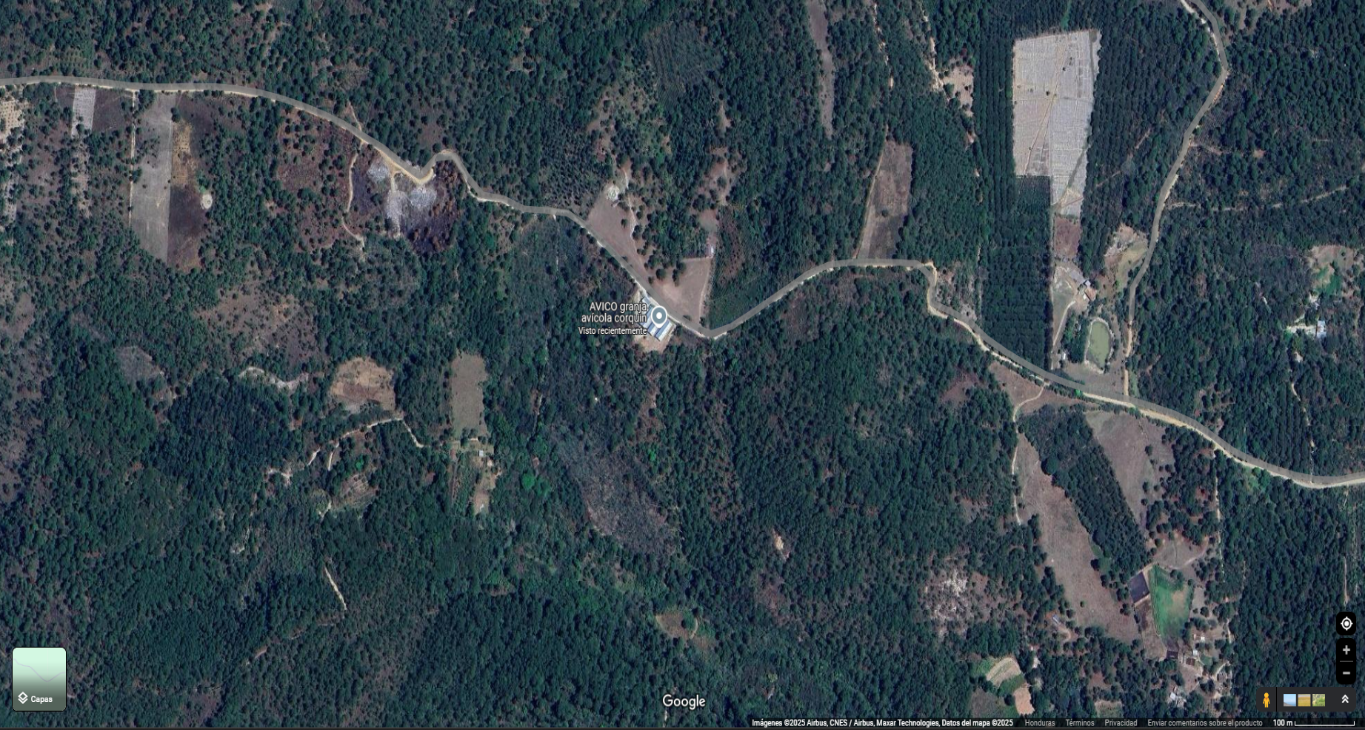 AVICO granja
avícola corquin
Visto recientemente
Capas
Google
Imágenes ©2025 Airbus, CNES / Airbus, Maxar Technologies, Datos del mapa ©2025 Honduras Términos Privacidad Enviar comentarios sobre el producto 100 m